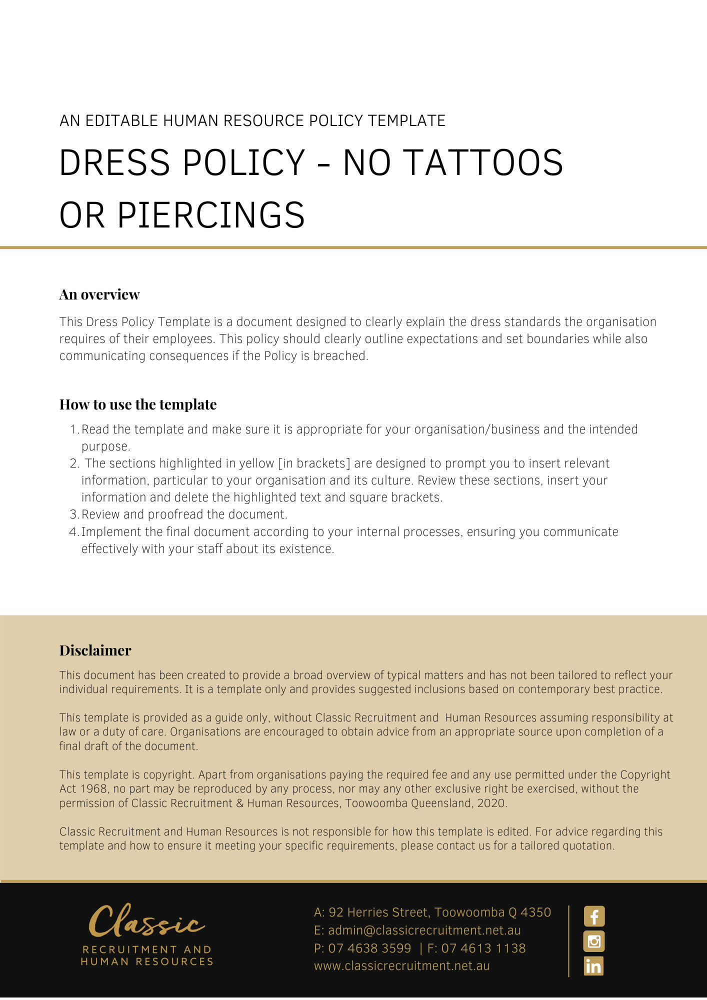 AN EDITABLE HUMAN RESOURCE POLICY TEMPLATE
DRESS POLICY - NO TATTOOS
OR PIERCINGS
An overview
This Dress Policy Template is a document designed to clearly explain the dress standards the organisation
requires of their employees. This policy should clearly outline expectations and set boundaries while also
communicating consequences if the Policy is breached.
How to use the template
1. Read the template and make sure it is appropriate for your organisation/business and the intended
purpose.
2. The sections highlighted in yellow [in brackets] are designed to prompt you to insert relevant
information, particular to your organisation and its culture. Review these sections, insert your
information and delete the highlighted text and square brackets.
3. Review and proofread the document.
4. Implement the final document according to your internal processes, ensuring you communicate
effectively with your staff about its existence.
Disclaimer
This document has been created to provide a broad overview of typical matters and has not been tailored to reflect your
individual requirements. It is a template only and provides suggested inclusions based on contemporary best practice.
This template is provided as a guide only, without Classic Recruitment and Human Resources assuming responsibility at
law or a duty of care. Organisations are encouraged to obtain advice from an appropriate source upon completion of a
final draft of the document.
This template is copyright. Apart from organisations paying the required fee and any use permitted under the Copyright
Act 1968, no part may be reproduced by any process, nor may any other exclusive right be exercised, without the
permission of Classic Recruitment & Human Resources, Toowoomba Queensland, 2020.
Classic Recruitment and Human Resources is not responsible for how this template is edited. For advice regarding this
template and how to ensure it meeting your specific requirements, please contact us for a tailored quotation.
Classic
RECRUITMENT AND
HUMAN RESOURCES
A: 92 Herries Street, Toowoomba Q 4350
E: admin@classicrecruitment.net.au
P: 07 4638 3599 | F: 07 4613 1138
www.classicrecruitment.net.au